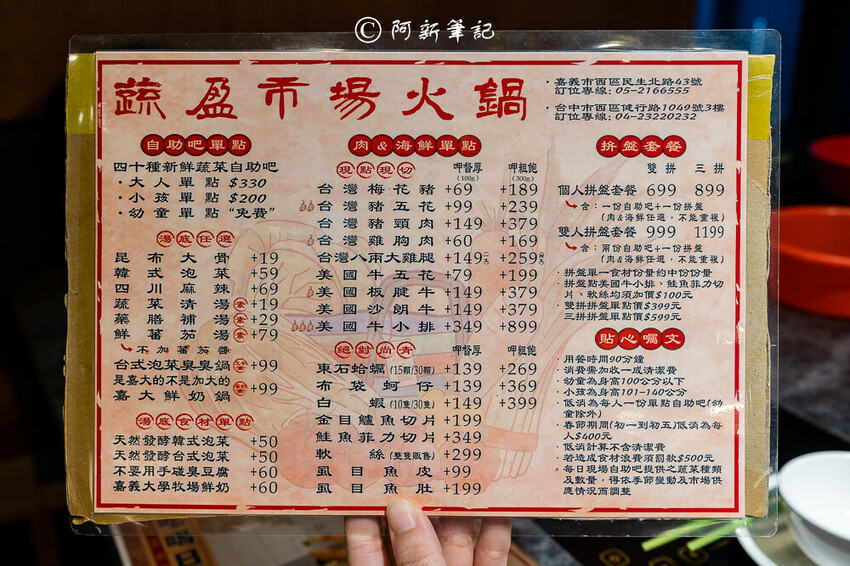 © 阿新筆記
蔬盈市場火鍋
・嘉義市西區民生北路43號
訂位專線: 05-2166555
・台中市西區健行路1049號3樓
訂位專線: 04-23220232
自助吧單點
四十種新鮮蔬菜自助吧
・大人單點 $330
・小孩單點 $200
・幼童單點 “免費”
湯底任選
昆布大骨 +19
韓式泡菜 +59
四川麻辣 +69
蔬菜清湯 素 +19
藥膳補湯 素 +29
鮮蕃茄湯 素 +79
不加蕃茄醬
台式泡菜臭臭鍋 素 +99
是嘉大的不是加大的
嘉大鮮奶鍋 素 +99
湯底食材單點
天然發酵韓式泡菜 +50
天然發酵台式泡菜 +50
不要用手碰臭豆腐 +60
嘉義大學牧場鮮奶 +60
肉&海鮮單點
現點現切 呷醬厚 (100g) 呷粗飽 (300g)
台灣梅花豬 +69 +189
台灣豬五花 +99 +239
台灣豬頸肉 +149 +379
台灣雞胸肉 +60 +169
台灣八兩大雞腿 +149 +259
美國牛五花 +79 +199
美國板腱牛 +149 +379
美國沙朗牛 +149 +379
美國牛小排 +349 +899
絕對尚青 呷醬厚 呷粗飽
東石蛤蠣 (15顆/30顆) +139 +269
布袋蚵仔 +139 +369
白蝦 (10隻/30隻) +149 +399
金目鱸魚切片 +199
鮭魚菲力切片 +349
軟絲 (整隻販售) +299
虱目魚皮 +99
虱目魚肚 +199
拚盤套餐
雙拼 三拼
個人拼盤套餐 699 899
含: 一份自助吧+一份拼盤
(肉&海鮮任選,不能重複)
雙人拼盤套餐 999 1199
含: 兩份自助吧+一份拼盤
(肉&海鮮任選,不能重複)
・拼盤單一食材份量約中份份量
・拼盤點美國牛小排、鮭魚菲力切
片、軟絲均須加價$100元
・雙拼拼盤單點價$399元
三拼拼盤單點價$599元
貼心囑文
・用餐時間90分鐘
・消費需加收一成清潔費
・幼童為身高100公分以下
・小孩為身高101-140公分
・低消為每人一份單點自助吧(幼
童除外)
・春節期間(初一到初五)低消為每
人$400元
・低消計算不含清潔費
・若造成食材浪費須罰款$500元
・每日現場自助吧提供之蔬菜種類
及數量,得依季節變動及市場供
應情況而調整